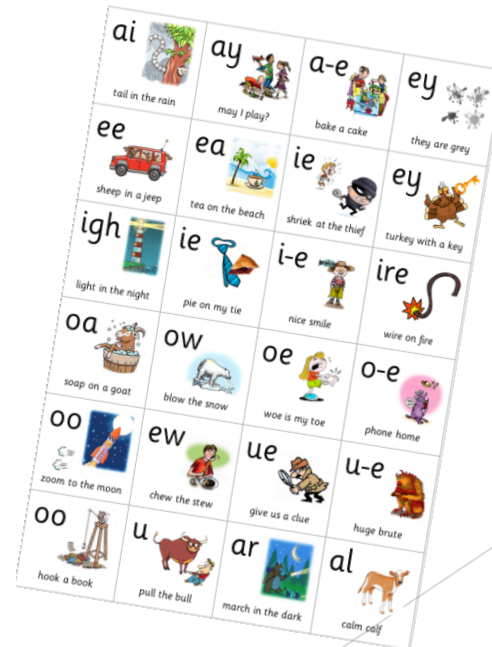 ai
tail in the rain
ay
may I play?
a-e
bake a cake
ey
they are grey
ee
sheep in a jeep
ea
tea on the beach
ie
shriek at the thief
ey
turkey with a key
igh
light in the night
ie
pie on my tie
i-e
nice smile
ire
wire on fire
oa
soap on a goat
ow
blow the snow
oe
woe is my toe
o-e
phone home
oo
zoom to the moon
ew
chew the stew
ue
give us a clue
u-e
huge brute
oo
hook a book
u
pull the bull
ar
march in the dark
al
calm calf